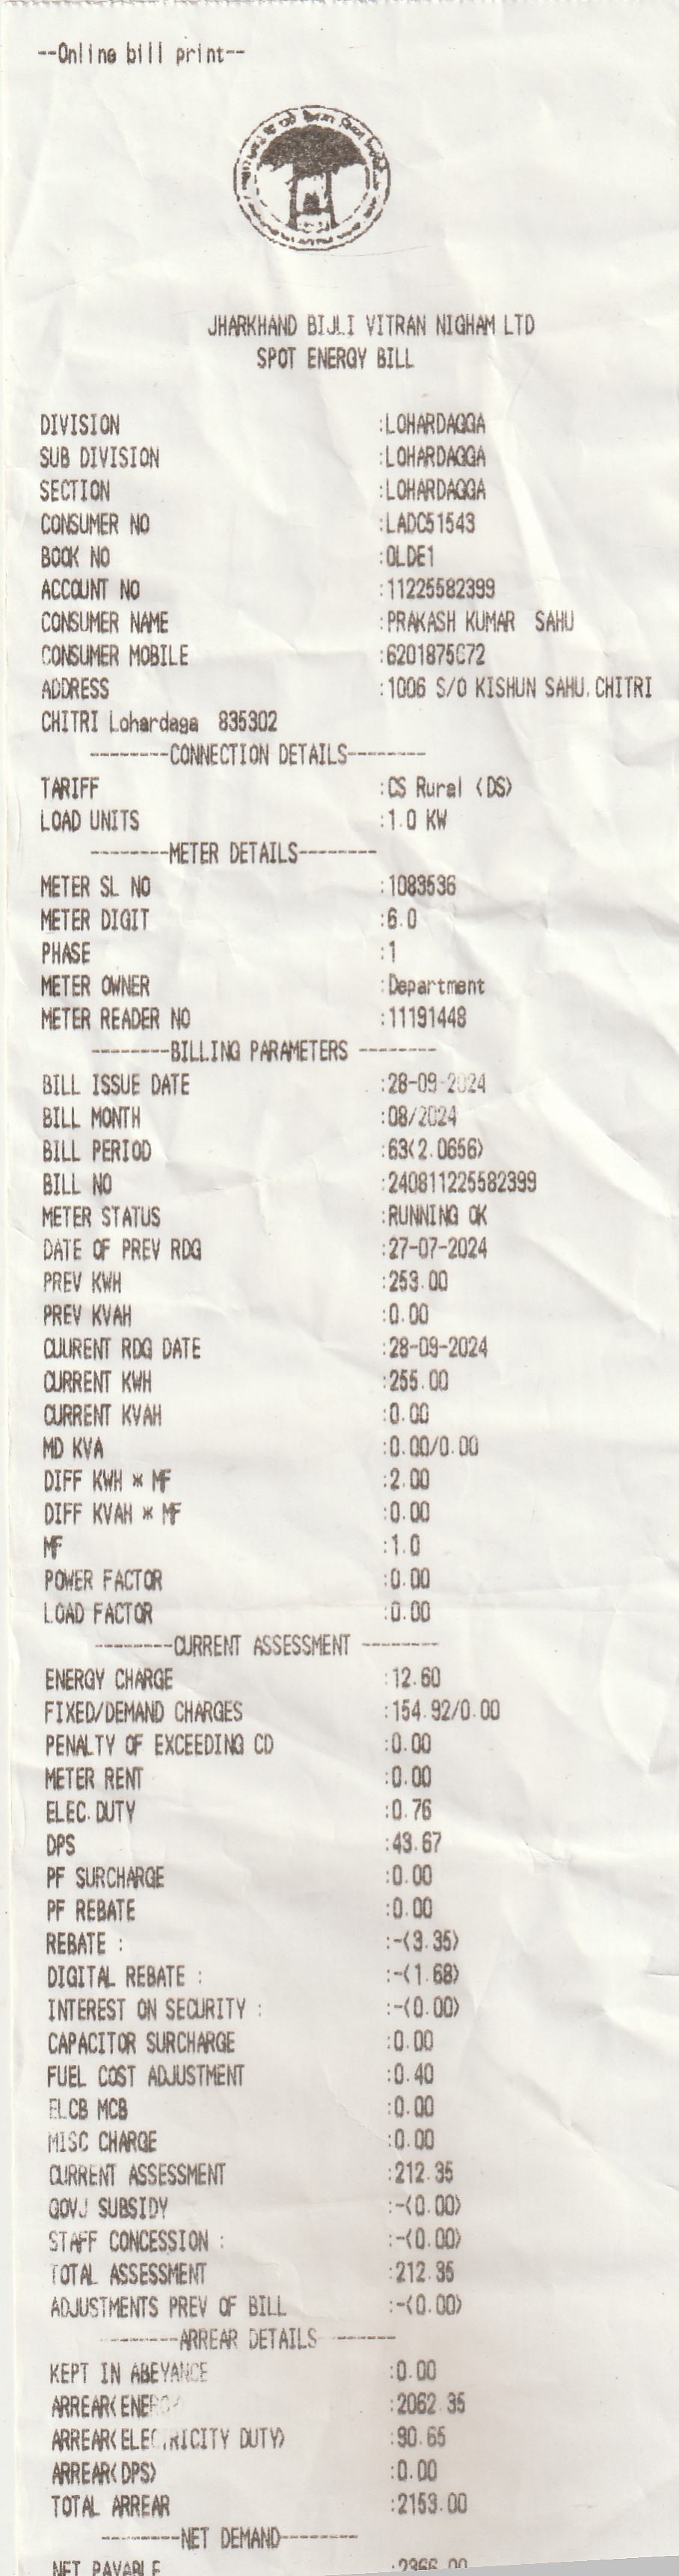 --Online bill print--
JHARKHAND BIJLI VITRAN NIGHAM LTD
SPOT ENERGY BILL
DIVISION :LOHARDAGGA
SUB DIVISION :LOHARDAGGA
SECTION :LOHARDAGGA
CONSUMER NO :LADC51543
BOOK NO :OLDE1
ACCOUNT NO :11225582399
CONSUMER NAME :PRAKASH KUMAR SAHU
CONSUMER MOBILE :6201875C72
ADDRESS :1006 S/O KISHUN SAHU.CHITRI
CHITRI Lohardaga 835302
--------CONNECTION DETAILS--------
TARIFF :CS Rural (DS)
LOAD UNITS :1.0 KW
--------METER DETAILS--------
METER SL NO :1083536
METER DIGIT :6.0
PHASE :1
METER OWNER :Department
METER READER NO :11191448
--------BILLING PARAMETERS --------
BILL ISSUE DATE :28-09-2024
BILL MONTH :08/2024
BILL PERIOD :63(2.0656)
BILL NO :240811225582399
METER STATUS :RUNNING OK
DATE OF PREV RDG :27-07-2024
PREV KWH :253.00
PREV KVAH :0.00
CUURENT RDG DATE :28-09-2024
CURRENT KWH :255.00
CURRENT KVAH :0.00
MD KVA :0.00/0.00
DIFF KWH * MF :2.00
DIFF KVAH * MF :0.00
MF :1.0
POWER FACTOR :0.00
LOAD FACTOR :0.00
--------CURRENT ASSESSMENT --------
ENERGY CHARGE :12.60
FIXED/DEMAND CHARGES :154.92/0.00
PENALTY OF EXCEEDING CD :0.00
METER RENT :0.00
ELEC.DUTY :0.76
DPS :43.67
PF SURCHARGE :0.00
PF REBATE :0.00
REBATE : :-(3.35)
DIGITAL REBATE : :-(1.68)
INTEREST ON SECURITY : :-(0.00)
CAPACITOR SURCHARGE :0.00
FUEL COST ADJUSTMENT :0.40
ELCB MCB :0.00
MISC CHARGE :0.00
CURRENT ASSESSMENT :212.35
GOVJ SUBSIDY :-(0.00)
STAFF CONCESSION : :-(0.00)
TOTAL ASSESSMENT :212.35
ADJUSTMENTS PREV OF BILL :-(0.00)
--------ARREAR DETAILS--------
KEPT IN ABEYANCE :0.00
ARREAR(ENERGY :2062.35
ARREAR(ELECTRICITY DUTY) :90.65
ARREAR(DPS) :0.00
TOTAL ARREAR :2153.00
--------NET DEMAND--------
NET PAYABLE :2366.00